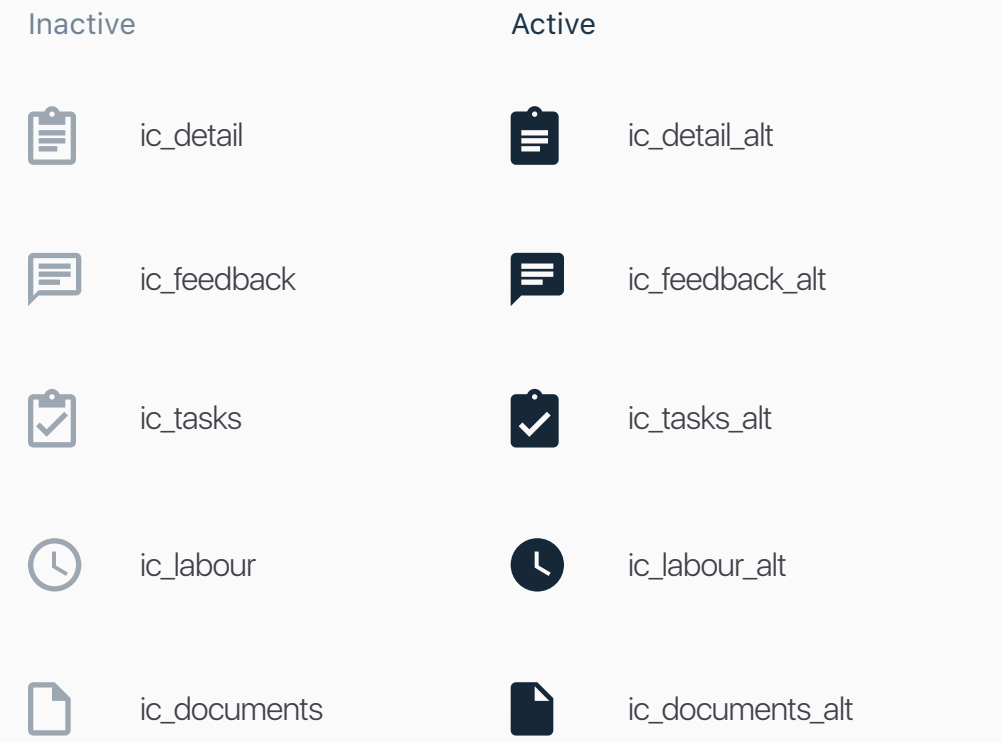 Inactive Active
ic_detail ic_detail_alt
ic_feedback ic_feedback_alt
ic_tasks ic_tasks_alt
ic_labour ic_labour_alt
ic_documents ic_documents_alt